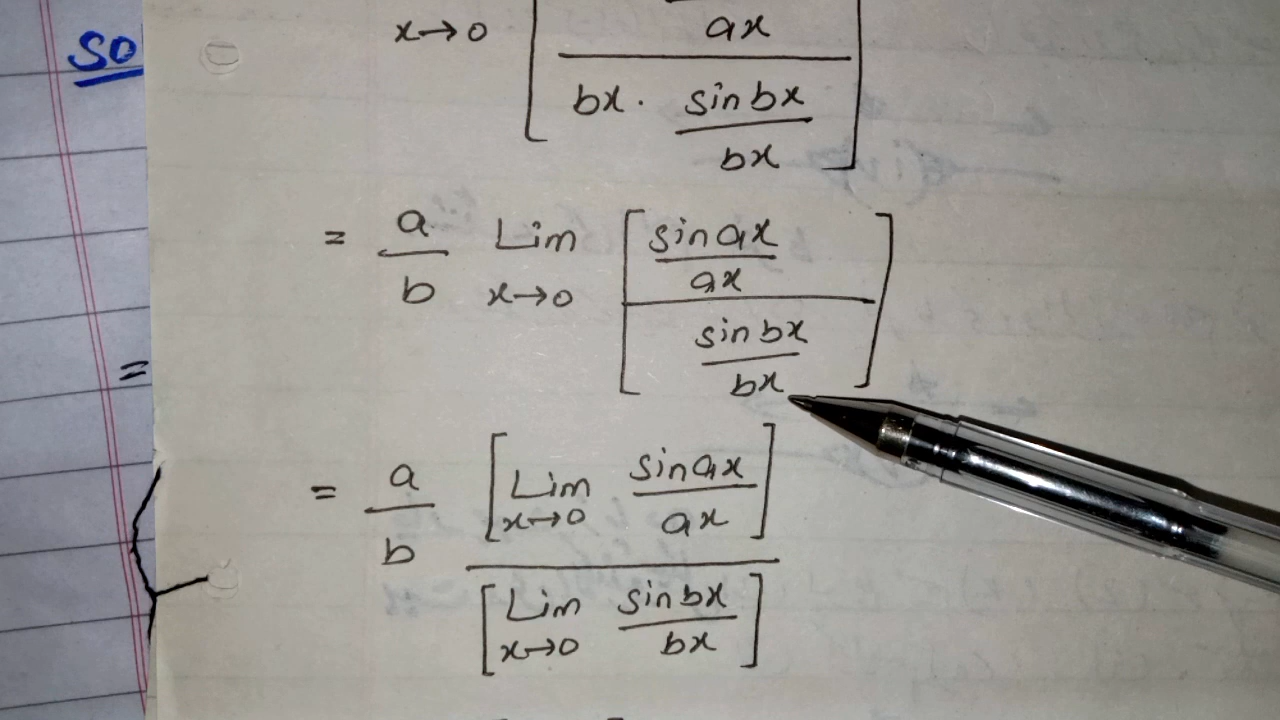 so
x→0 [ ax
bx. sin bx
bx ]
= a/b Lim x→0 [ (sin ax / ax) / (sin bx / bx) ]
=
= a/b [ Lim x→0 sin ax / ax ]
[ Lim x→0 sin bx / bx ]